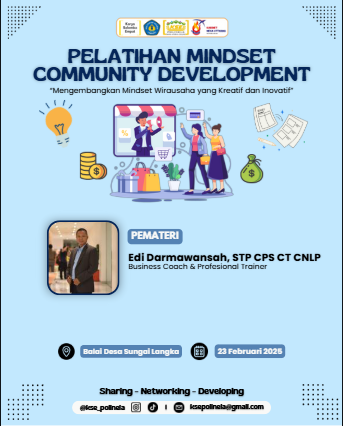 PELATIHAN MINDSET
COMMUNITY DEVELOPMENT
"Mengembangkan Mindset Wirausaha yang Kreatif dan Inovatif"
PEMATERI
Edi Darmawansah, STP CPS CT CNLP
Business Coach & Profesional Trainer
Balai Desa Sungai Langka
23 Februari 2025
Sharing - Networking - Developing
@kse_polinela | ksepolinela@gmail.com